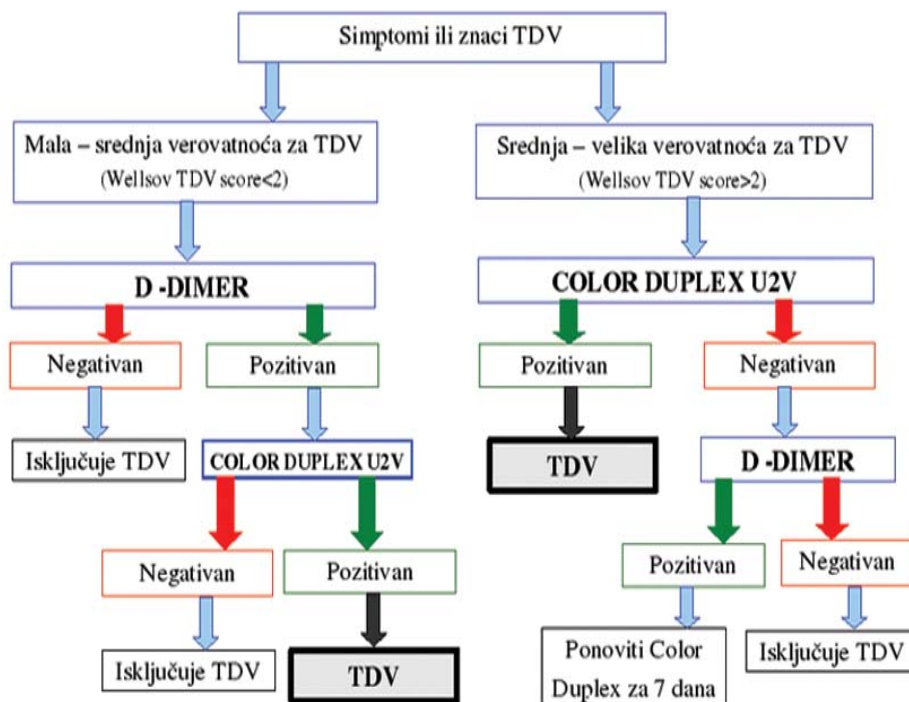 Simptomi ili znaci TDV
Mala – srednja verovatnoća za TDV
(Wellsov TDV score<2)
Srednja – velika verovatnoća za TDV
(Wellsov TDV score>2)
D -DIMER
COLOR DUPLEX U2V
Negativan
Pozitivan
Pozitivan
Negativan
Isključuje TDV
COLOR DUPLEX U2V
TDV
D -DIMER
Negativan
Pozitivan
Pozitivan
Negativan
Isključuje TDV
TDV
Ponoviti Color
Duplex za 7 dana
Isključuje TDV